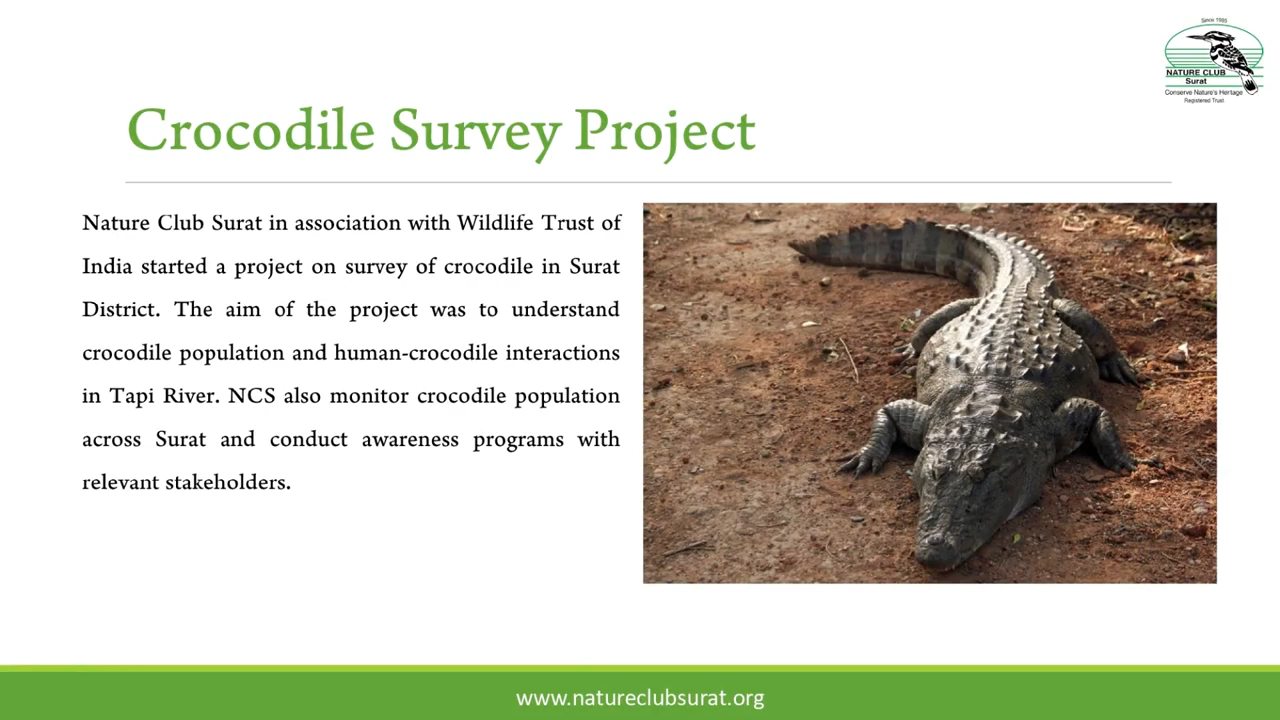 Since 1985
NATURE CLUB
Surat
Conserve Nature's Heritage
Registered Trust
Crocodile Survey Project
Nature Club Surat in association with Wildlife Trust of
India started a project on survey of crocodile in Surat
District. The aim of the project was to understand
crocodile population and human-crocodile interactions
in Tapi River. NCS also monitor crocodile population
across Surat and conduct awareness programs with
relevant stakeholders.
www.natureclubsurat.org